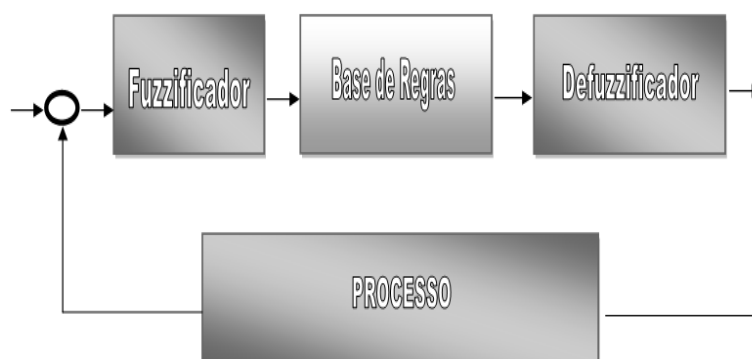 Fuzzificador
Base de Regras
Defuzzificador
PROCESSO